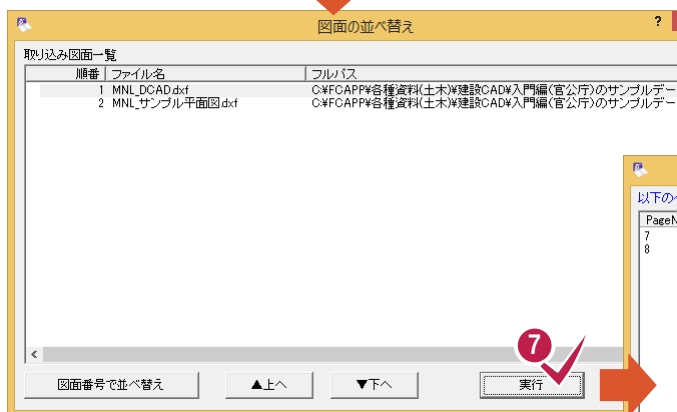 図面の並べ替え
?
取り込み図面一覧
順番 ファイル名 フルパス
1 MNL_DCAD.dxf C:¥FCAPP¥各種資料(土木)¥建設CAD¥入門編(官公庁)のサンプルデー
2 MNL_サンプル平面図.dxf C:¥FCAPP¥各種資料(土木)¥建設CAD¥入門編(官公庁)のサンプルデー
以下の
PageN
7
8
<
7
図面番号で並べ替え ▲上へ ▼下へ 実行